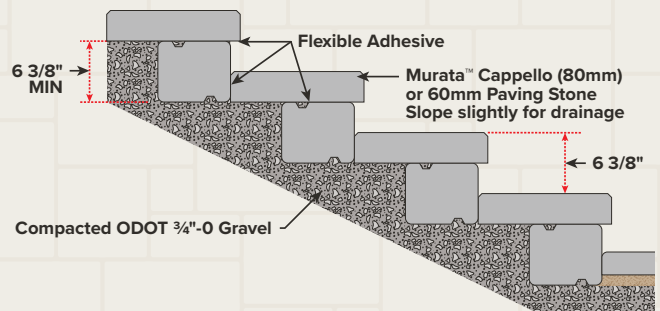 Flexible Adhesive
6 3/8"
MIN
Murata™ Cappello (80mm)
or 60mm Paving Stone
Slope slightly for drainage
6 3/8"
Compacted ODOT ¾"-0 Gravel